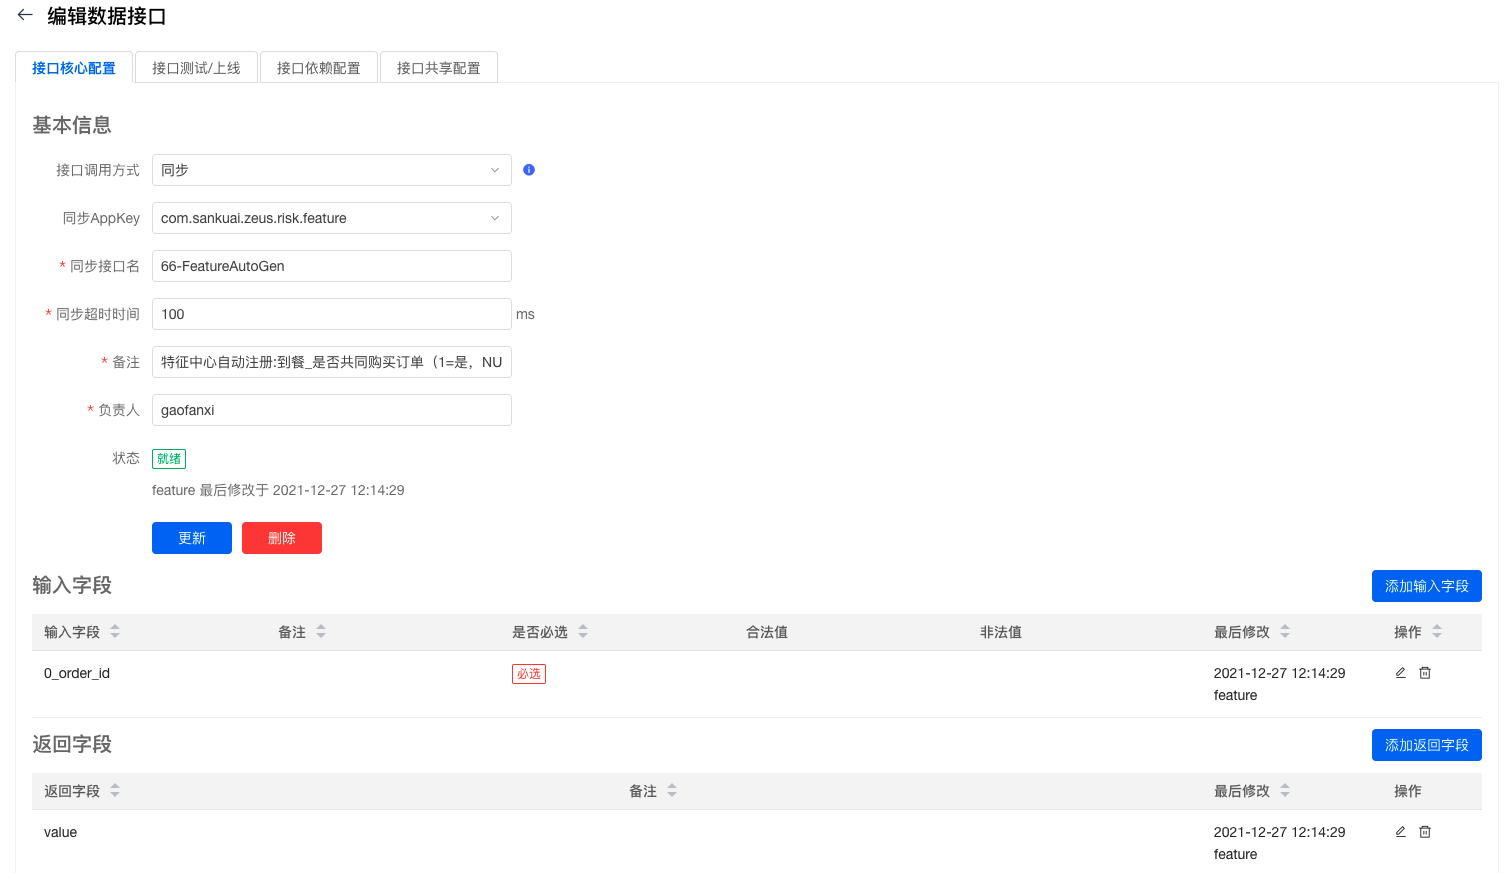 编辑数据接口
接口核心配置 接口测试/上线 接口依赖配置 接口共享配置
基本信息
接口调用方式 同步
同步AppKey com.sankuai.zeus.risk.feature
* 同步接口名 66-FeatureAutoGen
* 同步超时时间 100 ms
* 备注 特征中心自动注册:到餐_是否共同购买订单（1=是，NU
* 负责人 gaofanxi
状态 就绪
feature 最后修改于 2021-12-27 12:14:29
更新 删除
输入字段 添加输入字段
输入字段 备注 是否必选 合法值 非法值 最后修改 操作
0_order_id 必选 2021-12-27 12:14:29
feature
返回字段 添加返回字段
返回字段 备注 最后修改 操作
value 2021-12-27 12:14:29
feature